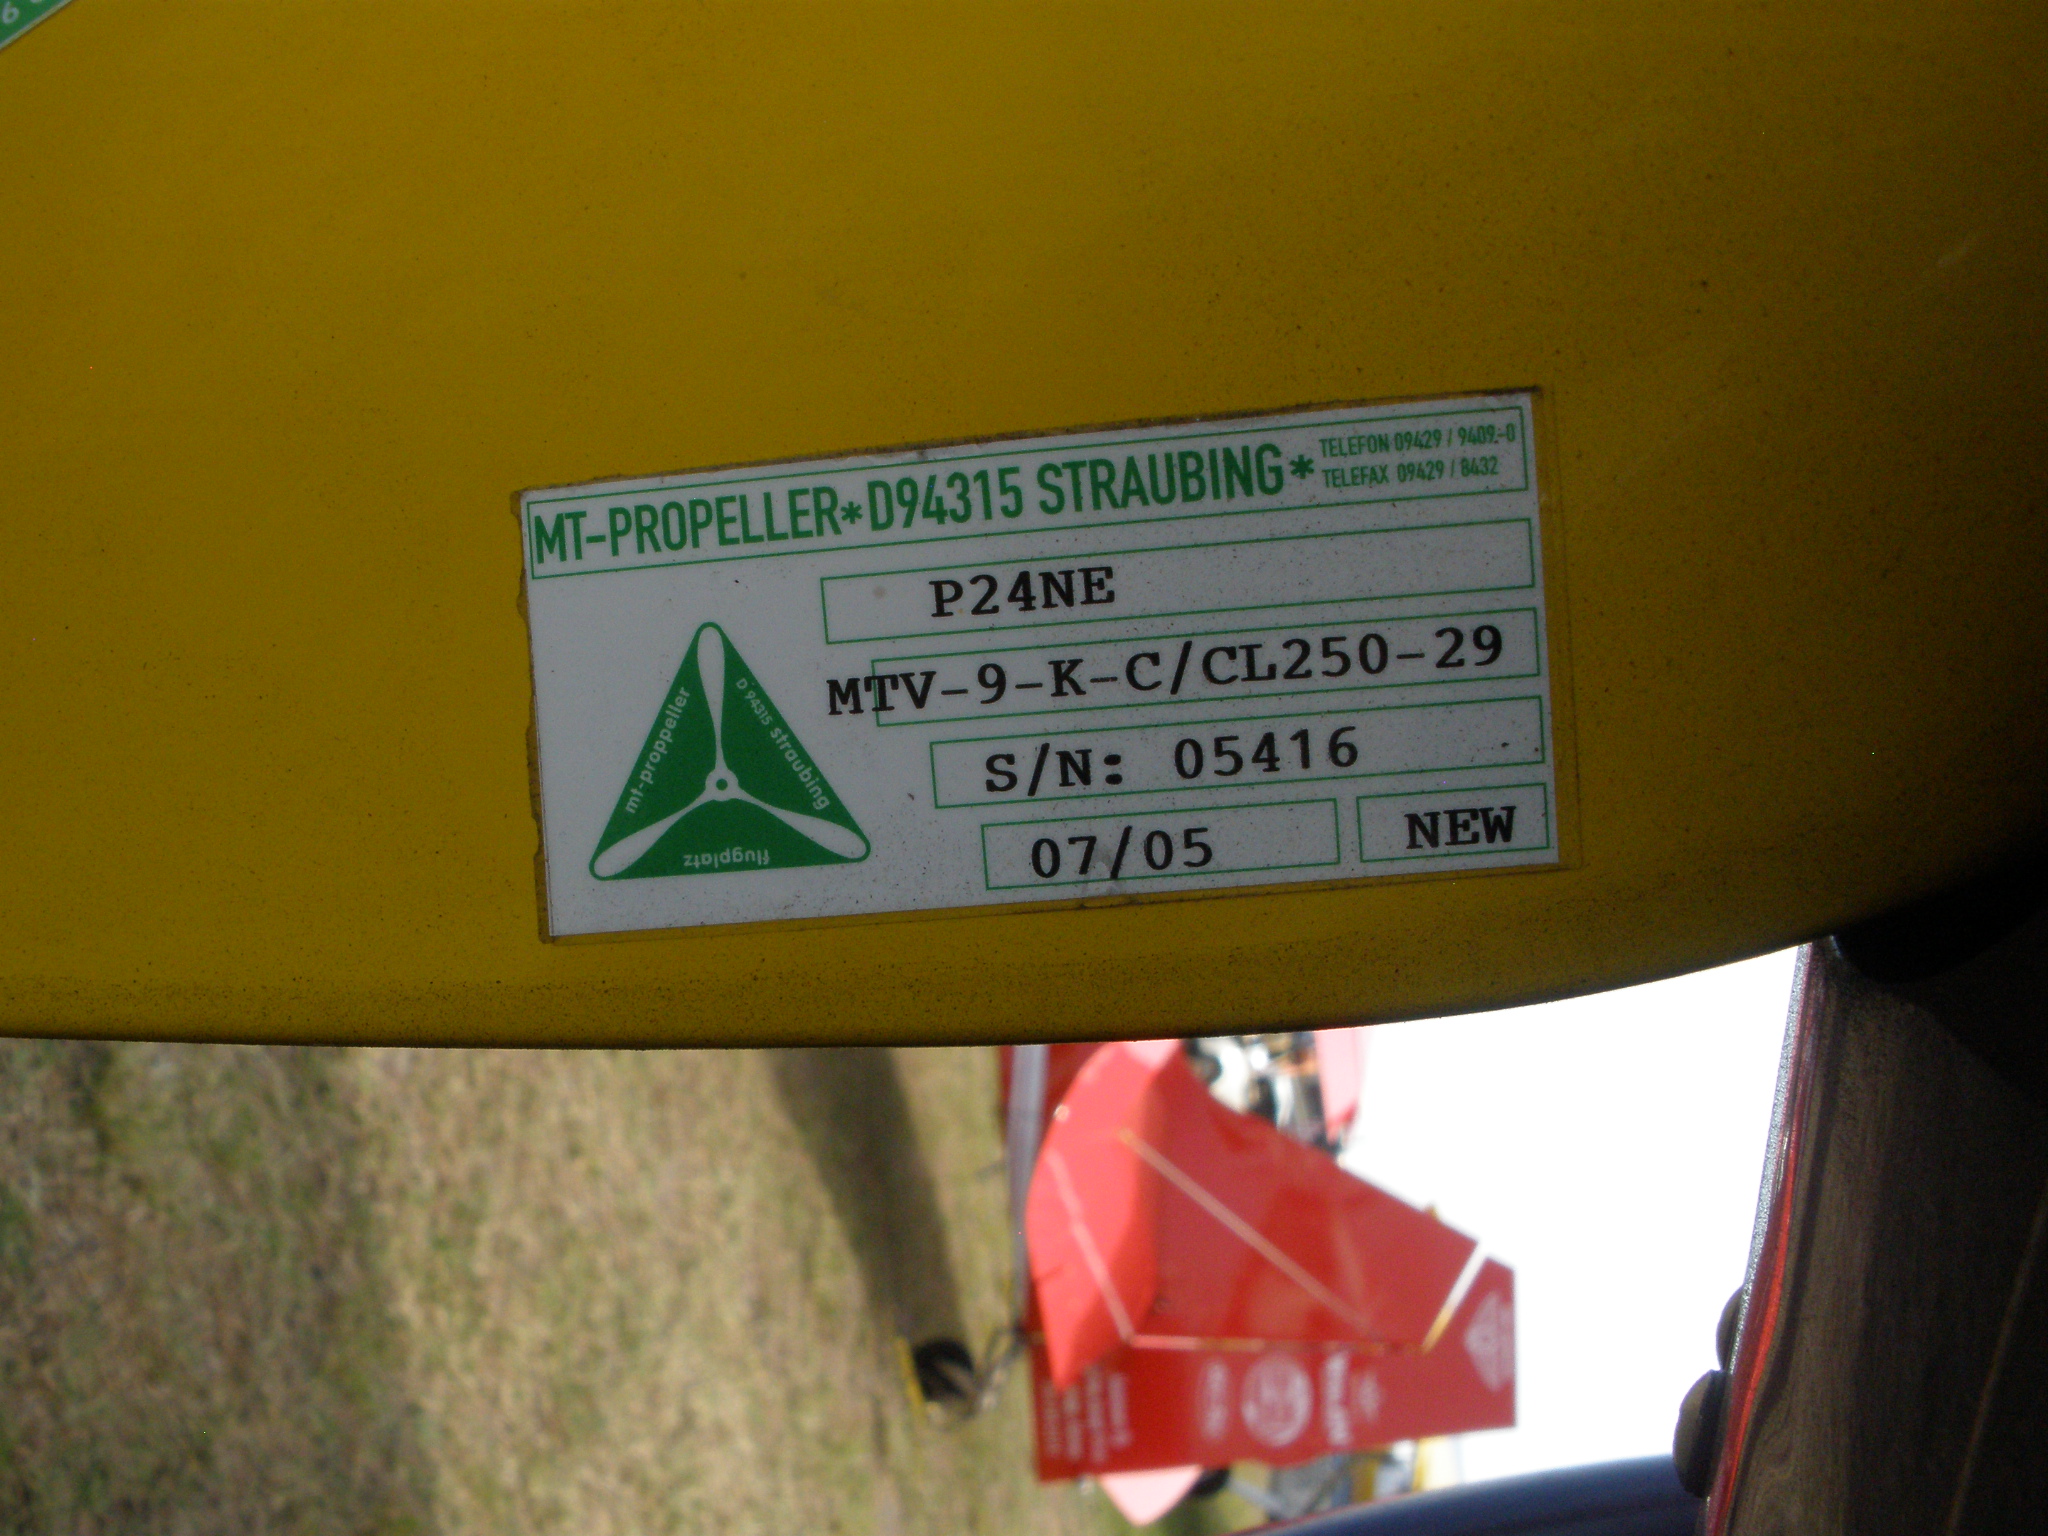 MT-PROPELLER*D94315 STRAUBING*
TELEFON 09429 / 9409-0
TELEFAX 09429 / 8432
P24NE
MTV-9-K-C/CL250-29
S/N: 05416
07/05 NEW
mt-proppeller
D 94315 straubing
flugplatz